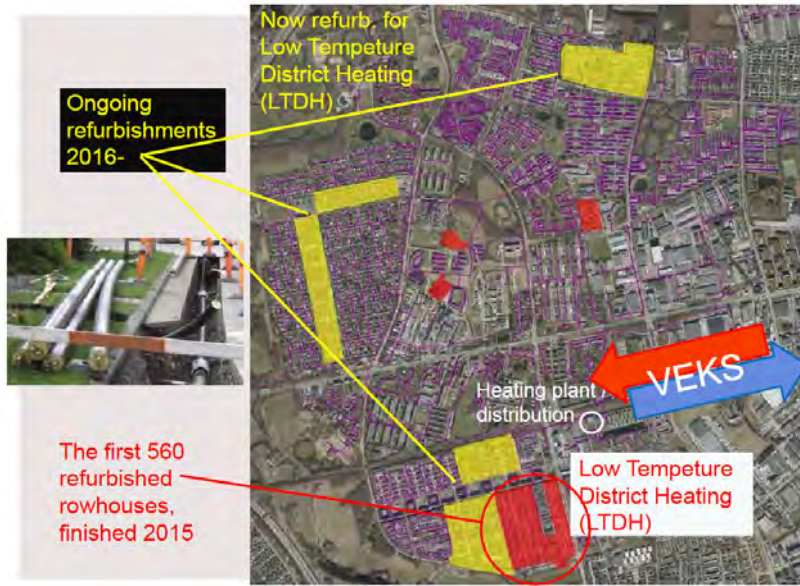 Now refurb. for
Low Tempeture
District Heating
(LTDH)
Ongoing
refurbishments
2016-
VEKS
Heating plant /
distribution
The first 560
refurbished
rowhouses,
finished 2015
Low Tempeture
District Heating
(LTDH)